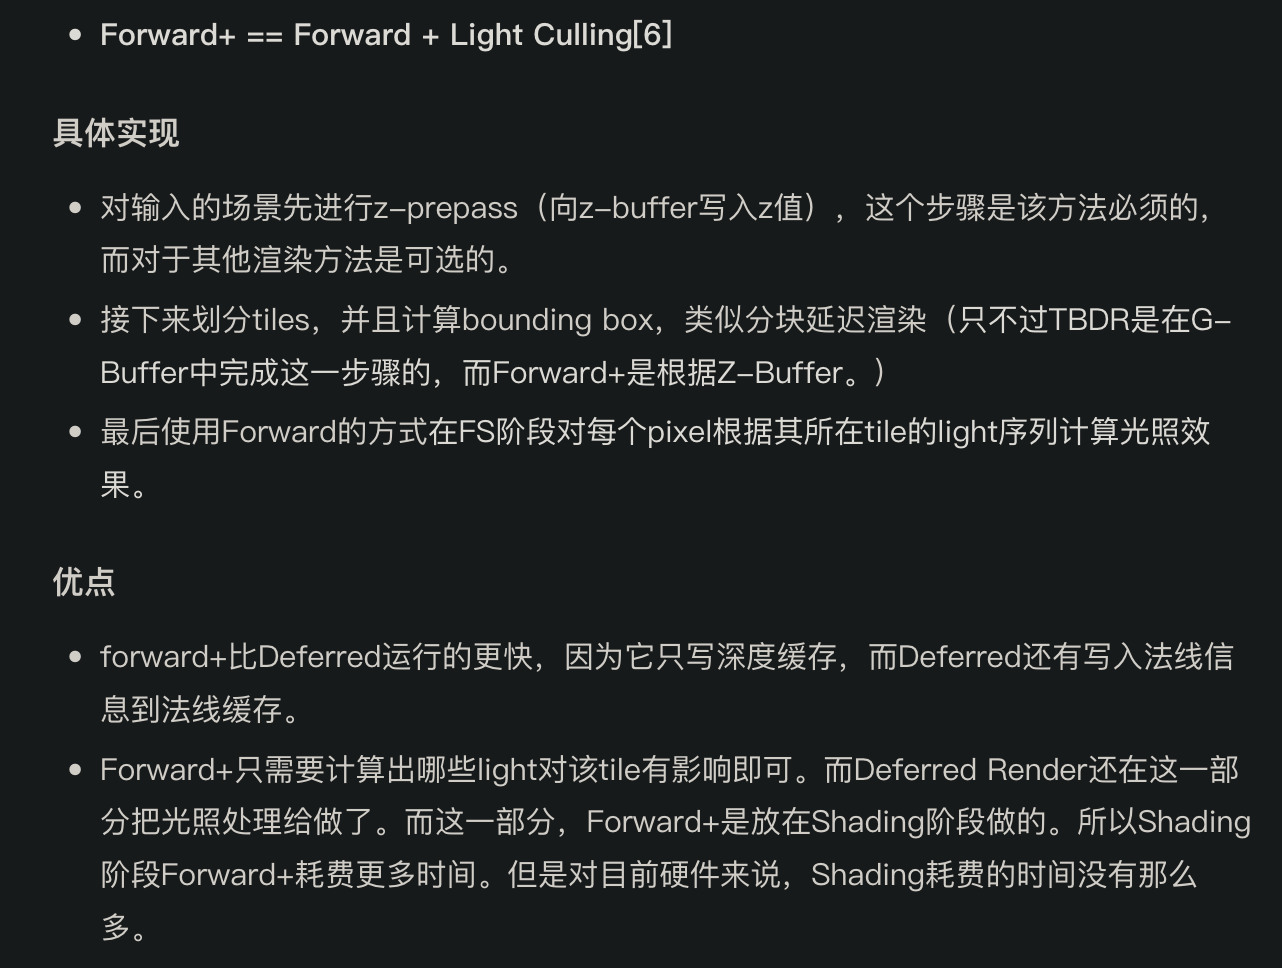 Forward+ == Forward + Light Culling[6]
具体实现
对输入的场景先进行z-prepass（向z-buffer写入z值），这个步骤是该方法必须的，
而对于其他渲染方法是可选的。
接下来划分tiles，并且计算bounding box，类似分块延迟渲染（只不过TBDR是在G-
Buffer中完成这一步骤的，而Forward+是根据Z-Buffer。）
最后使用Forward的方式在FS阶段对每个pixel根据其所在tile的light序列计算光照效
果。
优点
forward+比Deferred运行的更快，因为它只写深度缓存，而Deferred还有写入法线信
息到法线缓存。
Forward+只需要计算出哪些light对该tile有影响即可。而Deferred Render还在这一部
分把光照处理给做了。而这一部分，Forward+是放在Shading阶段做的。所以Shading
阶段Forward+耗费更多时间。但是对目前硬件来说，Shading耗费的时间没有那么
多。